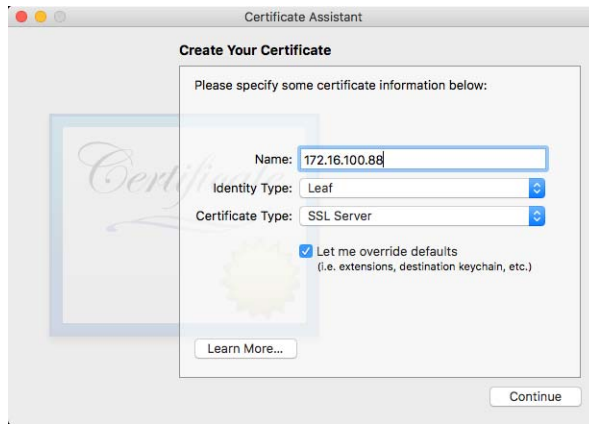 Certificate Assistant
Create Your Certificate
Please specify some certificate information below:
Name: 172.16.100.88
Identity Type: Leaf
Certificate Type: SSL Server
Let me override defaults
(i.e. extensions, destination keychain, etc.)
Certificate
Learn More...
Continue